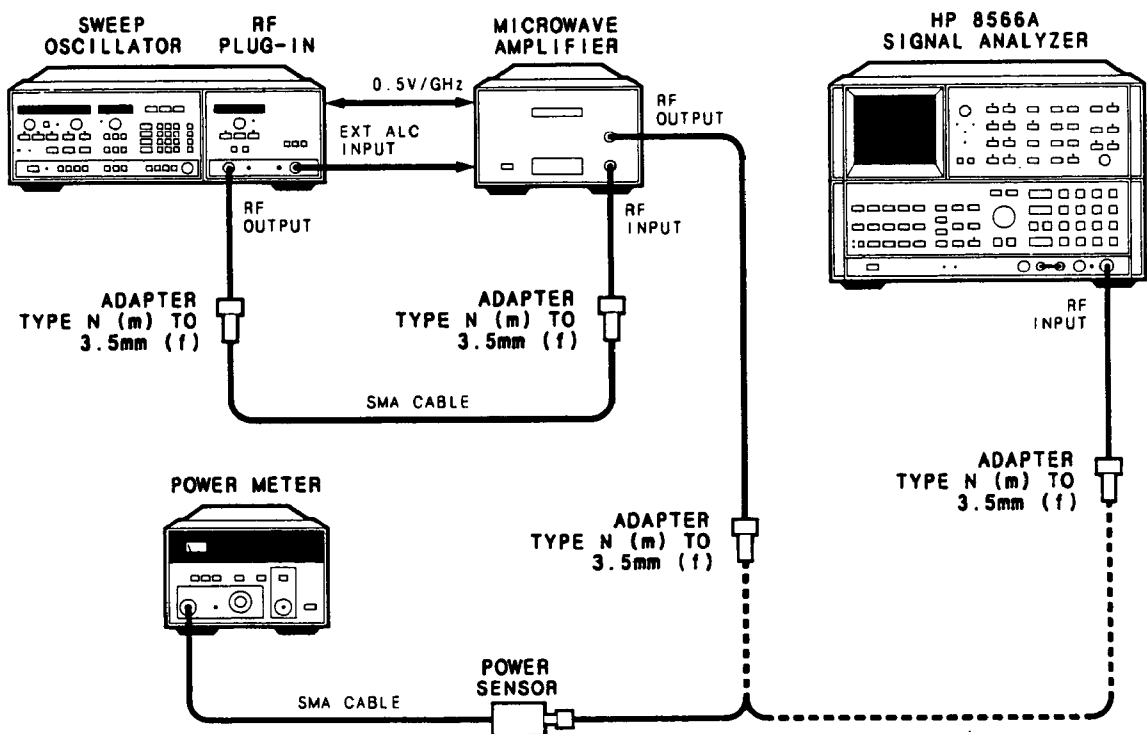 SWEEP
OSCILLATOR
RF
PLUG-IN
MICROWAVE
AMPLIFIER
HP 8566A
SIGNAL ANALYZER
0.5V/GHz
EXT ALC
INPUT
RF
OUTPUT
RF
OUTPUT
RF
INPUT
ADAPTER
TYPE N (m) TO
3.5mm (f)
ADAPTER
TYPE N (m) TO
3.5mm (f)
RF
INPUT
SMA CABLE
POWER METER
ADAPTER
TYPE N (m) TO
3.5mm (f)
ADAPTER
TYPE N (m) TO
3.5mm (f)
POWER
SENSOR
SMA CABLE